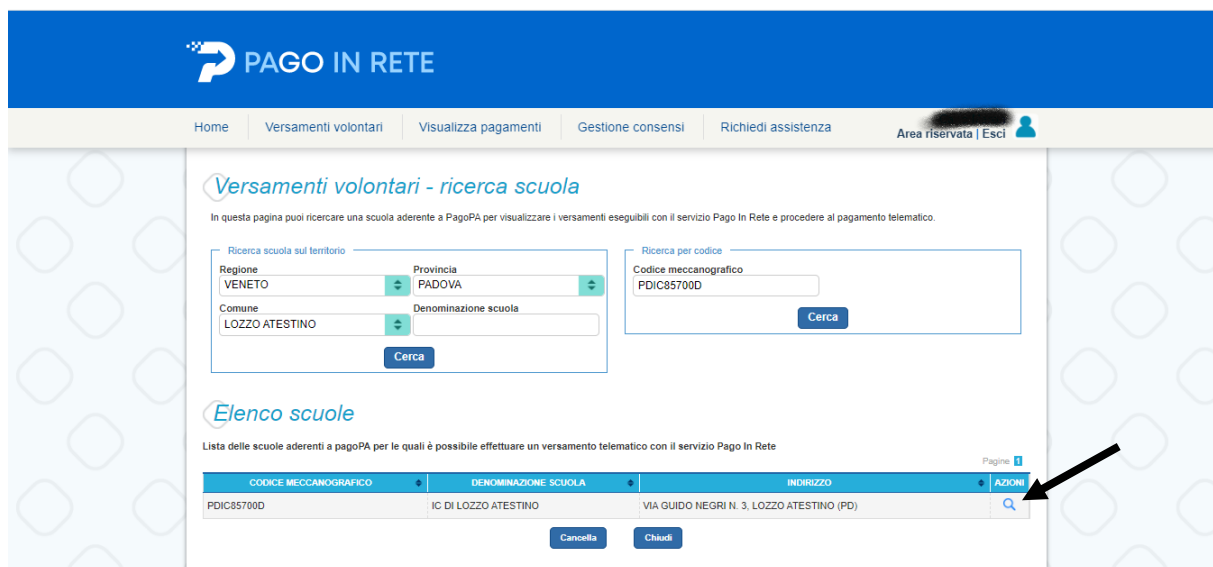 PAGO IN RETE
Home Versamenti volontari Visualizza pagamenti Gestione consensi Richiedi assistenza Area riservata | Esci
Versamenti volontari - ricerca scuola
In questa pagina puoi ricercare una scuola aderente a PagoPA per visualizzare i versamenti eseguibili con il servizio Pago In Rete e procedere al pagamento telematico.
Ricerca scuola sul territorio
Regione Provincia
VENETO PADOVA
Comune Denominazione scuola
LOZZO ATESTINO
Cerca
Ricerca per codice
Codice meccanografico
PDIC85700D
Cerca
Elenco scuole
Lista delle scuole aderenti a pagoPA per le quali è possibile effettuare un versamento telematico con il servizio Pago In Rete
Pagine 1
CODICE MECCANOGRAFICO DENOMINAZIONE SCUOLA INDIRIZZO AZIONI
PDIC85700D IC DI LOZZO ATESTINO VIA GUIDO NEGRI N. 3, LOZZO ATESTINO (PD)
Cancella Chiudi